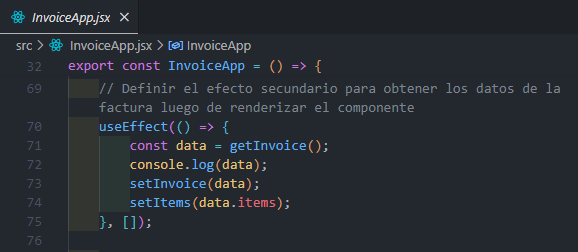 InvoiceApp.jsx ×
src > InvoiceApp.jsx > InvoiceApp
32 export const InvoiceApp = () => {
69 // Definir el efecto secundario para obtener los datos de la
factura luego de renderizar el componente
70 useEffect(() => {
71 const data = getInvoice();
72 console.log(data);
73 setInvoice(data);
74 setItems(data.items);
75 }, []);
76